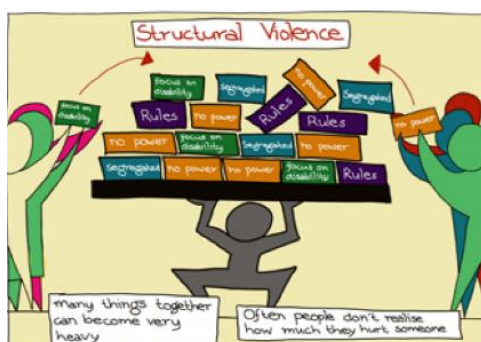 Structural Violence
focus on
disability
segregated
no power
segregated
focus on
disability
Rules
no power
Rules
Rules
no power
no power
focus on
disability
segregated
no power
segregated
no power
no power
focus on
disability
Rules
many things together
can become very
heavy
Often people don't realise
how much they hurt someone